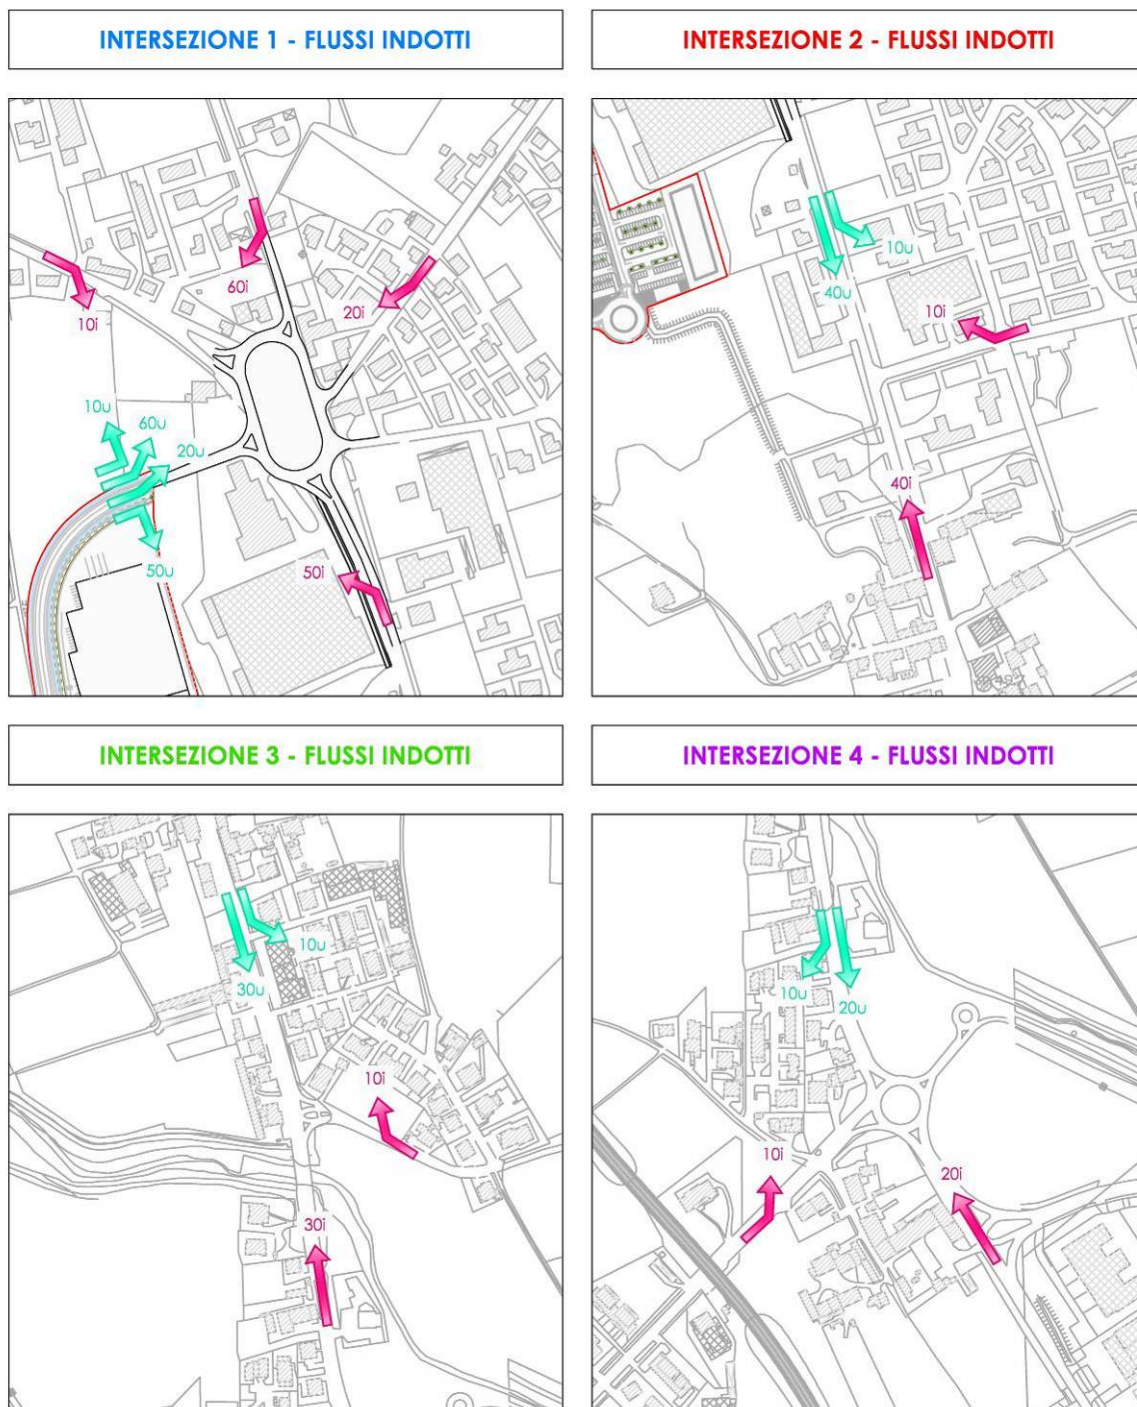 INTERSEZIONE 1 - FLUSSI INDOTTI
INTERSEZIONE 2 - FLUSSI INDOTTI
60i
20i
10i
10u
60u
20u
50u
50i
10u
40u
10i
40i
INTERSEZIONE 3 - FLUSSI INDOTTI
INTERSEZIONE 4 - FLUSSI INDOTTI
10u
30u
10i
30i
10u
20u
10i
20i